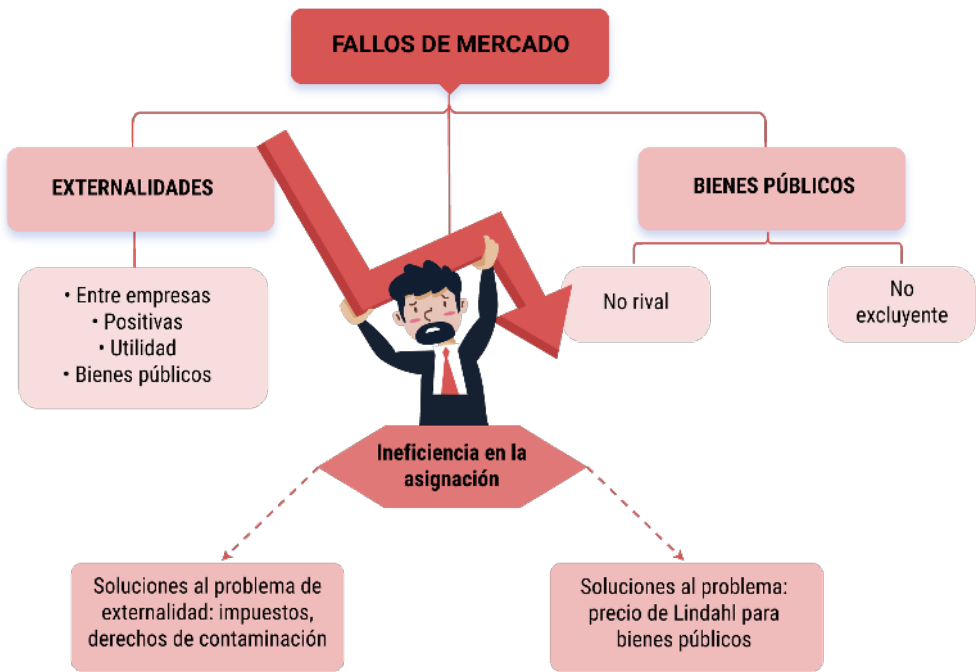 FALLOS DE MERCADO
EXTERNALIDADES
• Entre empresas
• Positivas
• Utilidad
• Bienes públicos
BIENES PÚBLICOS
No rival
No
excluyente
Ineficiencia en la
asignación
Soluciones al problema de
externalidad: impuestos,
derechos de contaminación
Soluciones al problema:
precio de Lindahl para
bienes públicos